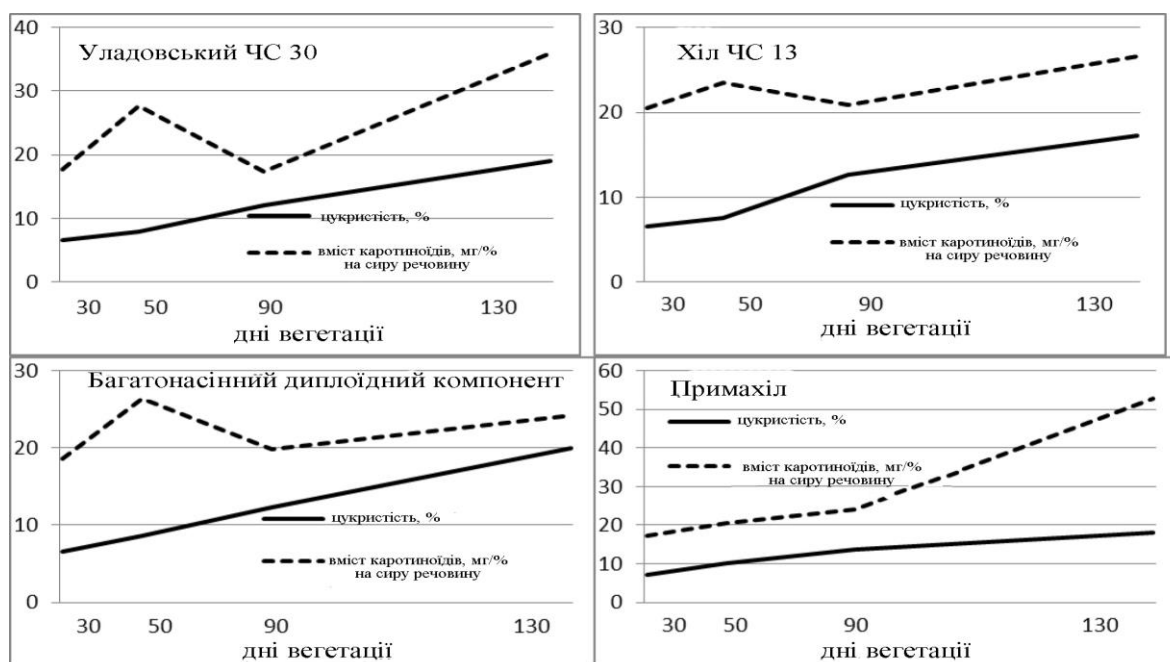 Уладовський ЧС 30
40
30
20
10
0
цукристість, %
вміст каротиноїдів, мг/%
на сиру речовину
30 50 90 130
дні вегетації
Хіл ЧС 13
30
20
10
0
цукристість, %
вміст каротиноїдів, мг/%
на сиру речовину
30 50 90 130
дні вегетації
Багатонасінний диплоїдний компонент
30
20
10
0
цукристість, %
вміст каротиноїдів, мг/%
на сиру речовину
30 50 90 130
дні вегетації
Примахіл
60
50
40
30
20
10
0
цукристість, %
вміст каротиноїдів, мг/%
на сиру речовину
30 50 90 130
дні вегетації